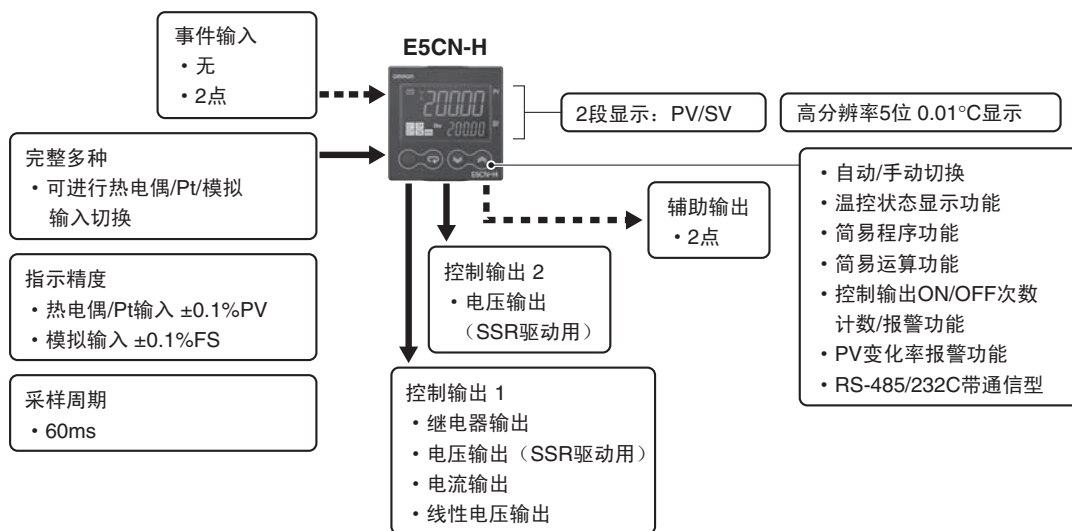 事件输入
・无
・2点
E5CN-H
OMRON
200.00
PV
200.00
E5CN-H
2段显示：PV/SV
高分辨率5位 0.01°C显示
完整多种
・可进行热电偶/Pt/模拟
输入切换
指示精度
・热电偶/Pt输入 ±0.1%PV
・模拟输入 ±0.1%FS
采样周期
・60ms
控制输出 2
・电压输出
（SSR驱动用）
控制输出 1
・继电器输出
・电压输出（SSR驱动用）
・电流输出
・线性电压输出
辅助输出
・2点
・自动/手动切换
・温控状态显示功能
・简易程序功能
・简易运算功能
・控制输出ON/OFF次数
计数/报警功能
・PV变化率报警功能
・RS-485/232C带通信型